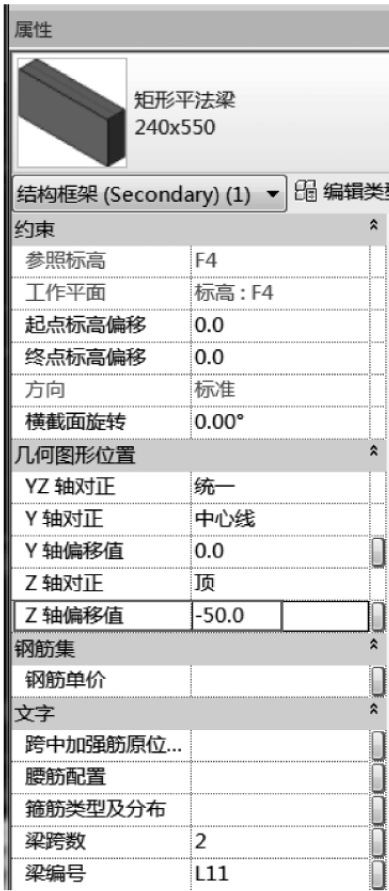 属性
矩形平法梁
240x550
结构框架 (Secondary) (1) 编辑类型
约束
参照标高 F4
工作平面 标高 : F4
起点标高偏移 0.0
终点标高偏移 0.0
方向 标准
横截面旋转 0.00°
几何图形位置
YZ 轴对正 统一
Y 轴对正 中心线
Y 轴偏移值 0.0
Z 轴对正 顶
Z 轴偏移值 -50.0
钢筋集
钢筋单价
文字
跨中加强筋原位...
腰筋配置
箍筋类型及分布
梁跨数 2
梁编号 L11